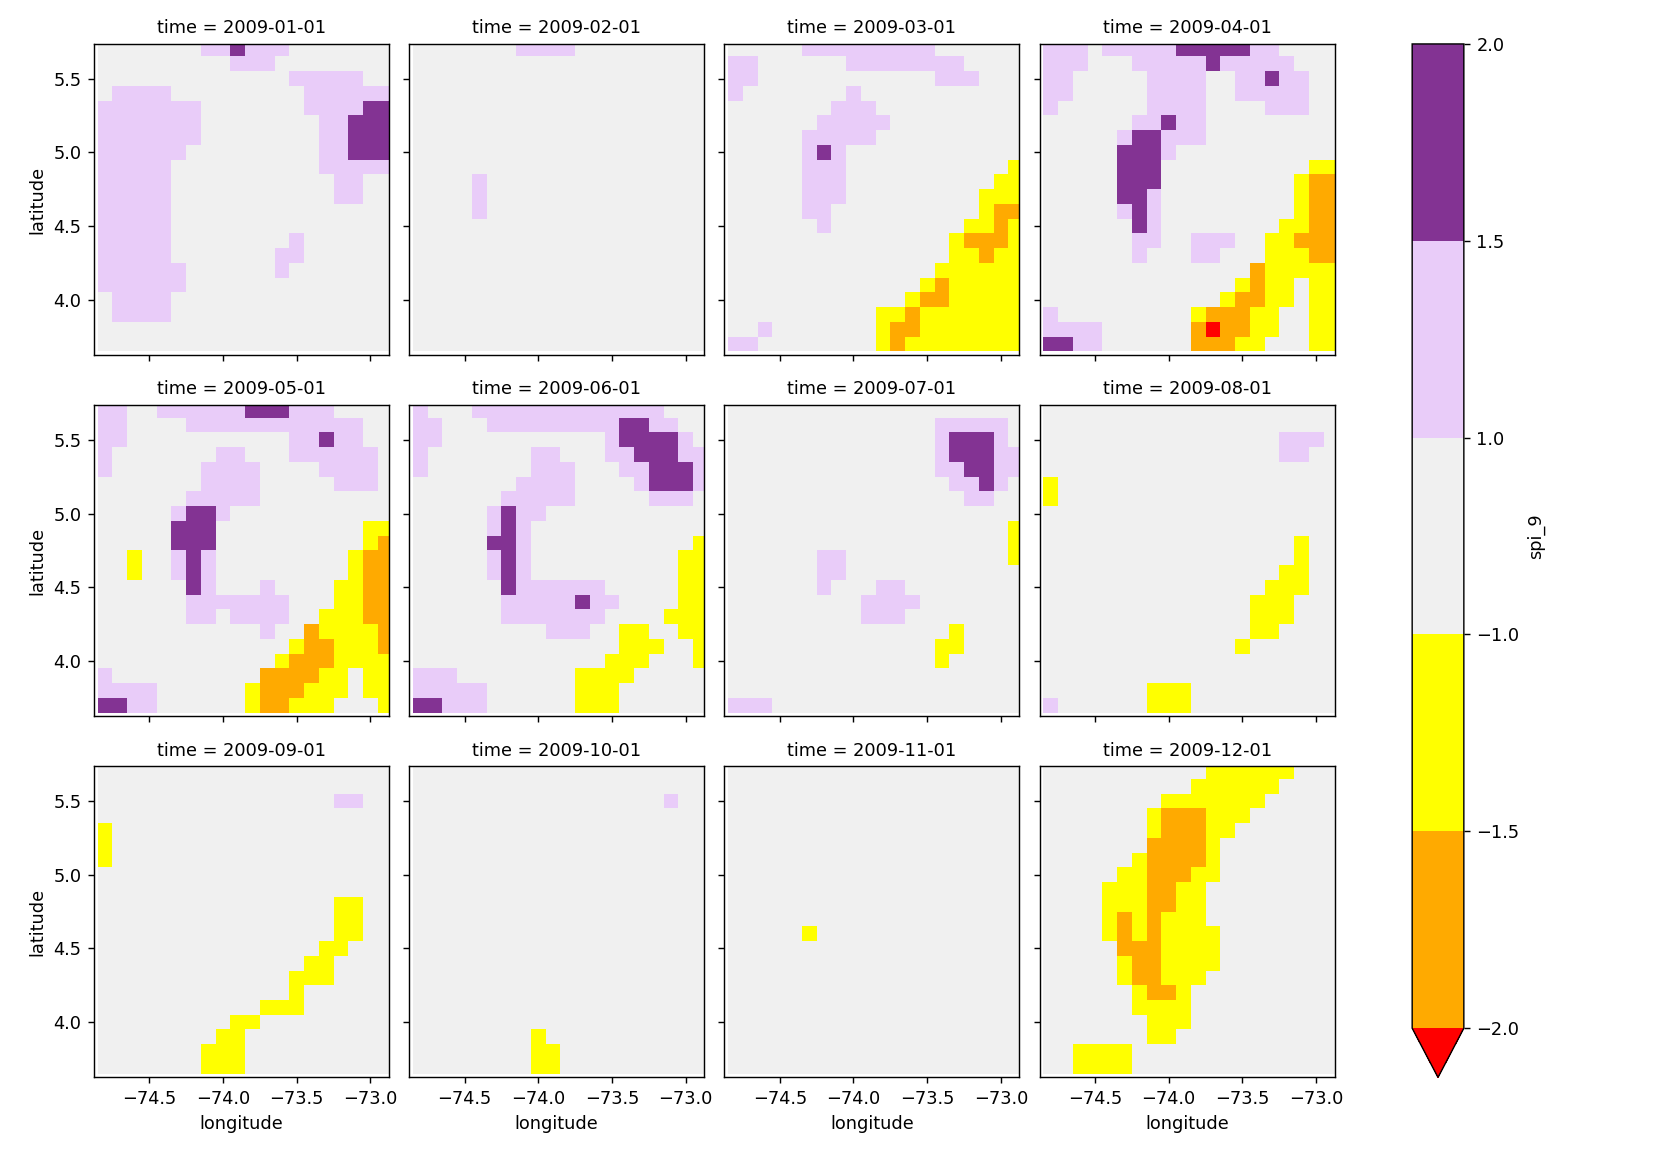 time = 2009-01-01
time = 2009-02-01
time = 2009-03-01
time = 2009-04-01
latitude
5.5
5.0
4.5
4.0
time = 2009-05-01
time = 2009-06-01
time = 2009-07-01
time = 2009-08-01
latitude
5.5
5.0
4.5
4.0
time = 2009-09-01
time = 2009-10-01
time = 2009-11-01
time = 2009-12-01
latitude
5.5
5.0
4.5
4.0
−74.5 −74.0 −73.5 −73.0
longitude
−74.5 −74.0 −73.5 −73.0
longitude
−74.5 −74.0 −73.5 −73.0
longitude
−74.5 −74.0 −73.5 −73.0
longitude
2.0
1.5
1.0
−1.0
−1.5
−2.0
spi_9